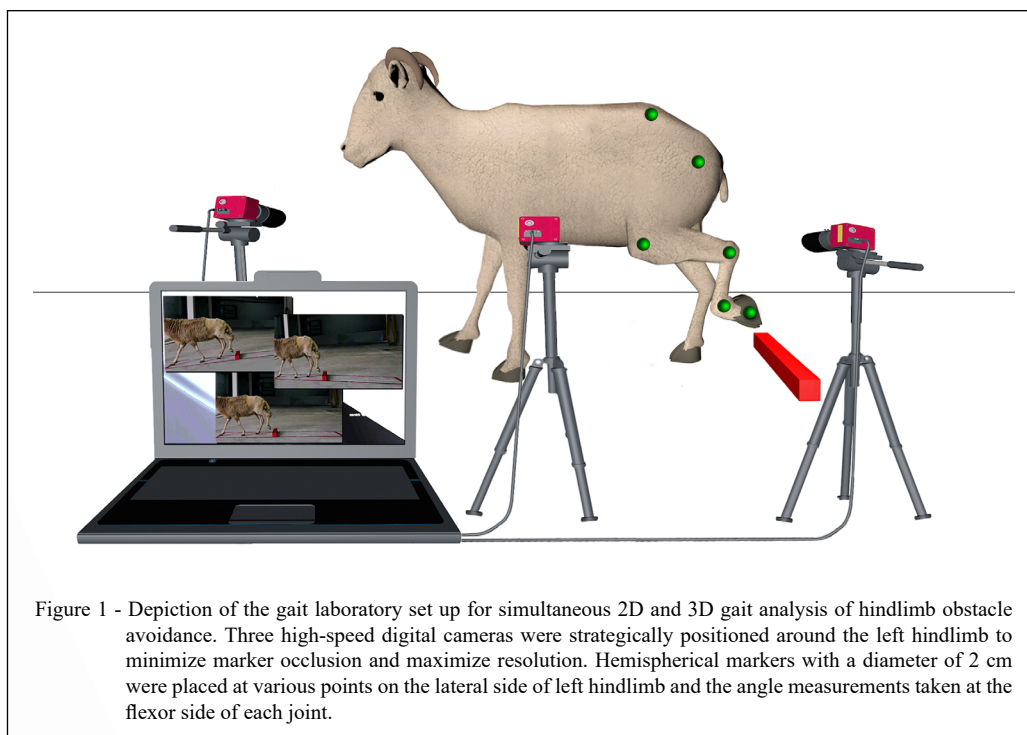 Figure 1 - Depiction of the gait laboratory set up for simultaneous 2D and 3D gait analysis of hindlimb obstacle
avoidance. Three high-speed digital cameras were strategically positioned around the left hindlimb to
minimize marker occlusion and maximize resolution. Hemispherical markers with a diameter of 2 cm
were placed at various points on the lateral side of left hindlimb and the angle measurements taken at the
flexor side of each joint.